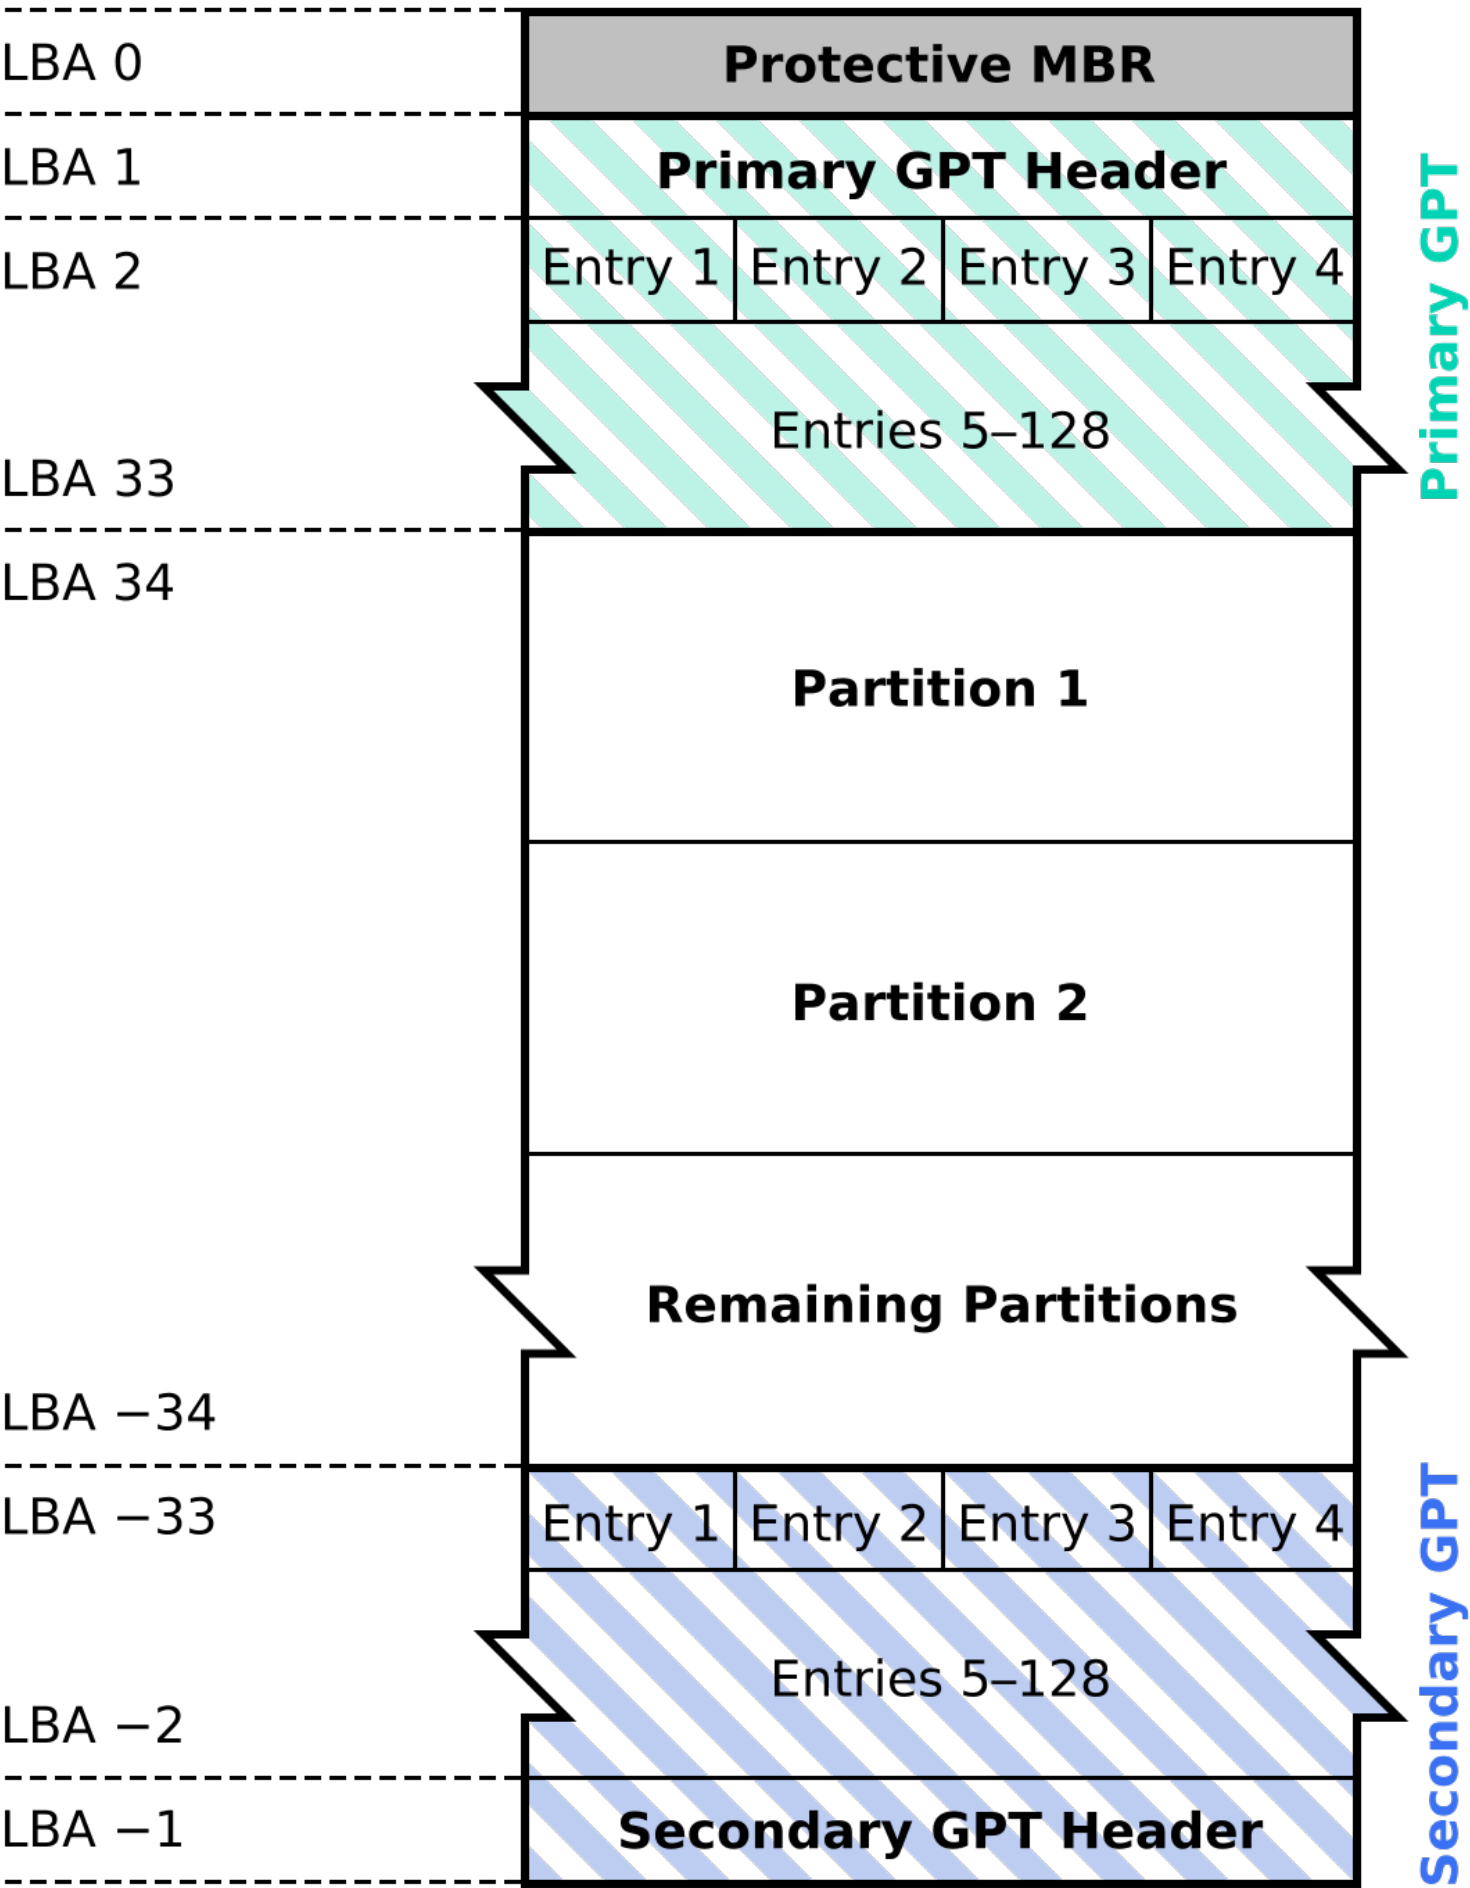 LBA 0
Protective MBR
LBA 1
Primary GPT Header
LBA 2
Entry 1 Entry 2 Entry 3 Entry 4
Entries 5–128
LBA 33
Primary GPT
LBA 34
Partition 1
Partition 2
Remaining Partitions
LBA −34
LBA −33
Entry 1 Entry 2 Entry 3 Entry 4
Entries 5–128
LBA −2
LBA −1
Secondary GPT Header
Secondary GPT